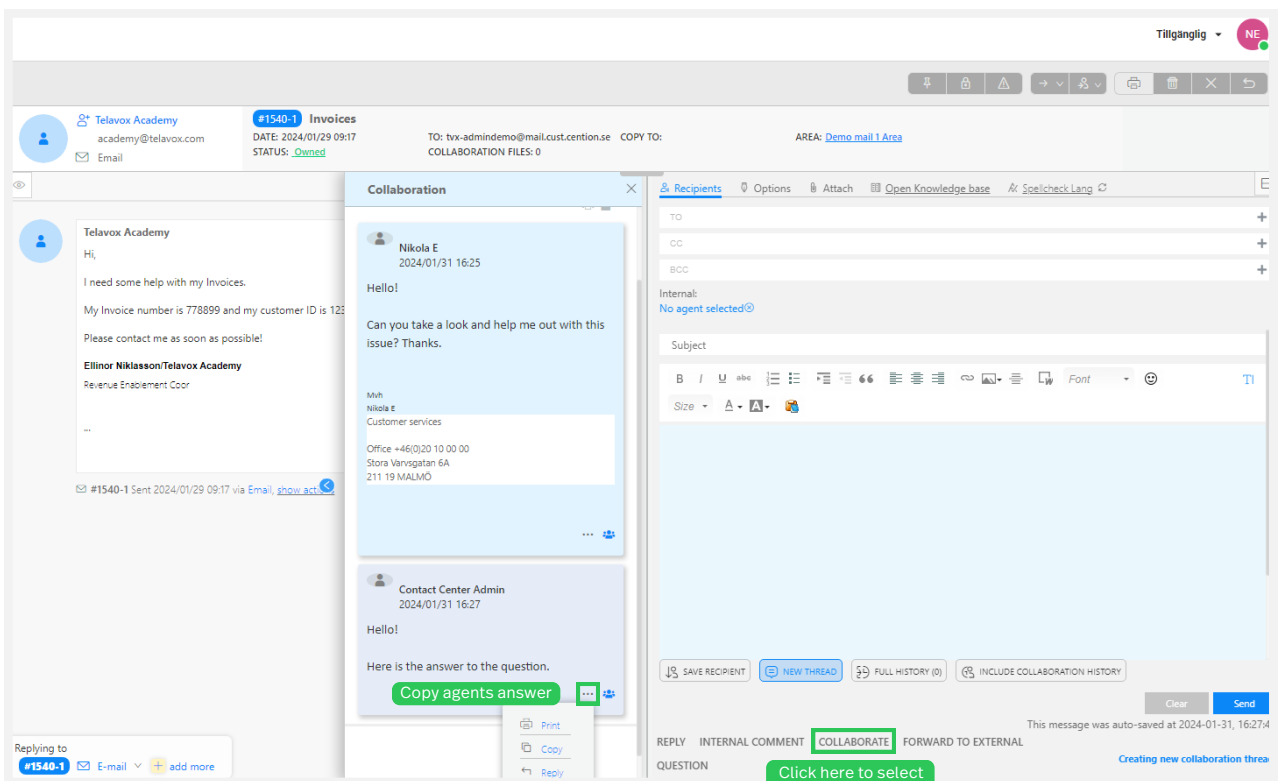 Tillgänglig
NE
Telavox Academy
academy@telavox.com
Email
#1540-1 Invoices
DATE: 2024/01/29 09:17
STATUS: Owned
TO: tvx-admindemo@mail.cust.cention.se COPY TO:
COLLABORATION FILES: 0
AREA: Demo mail 1 Area
Telavox Academy
Hi,
I need some help with my Invoices.
My Invoice number is 778899 and my customer ID is 123
Please contact me as soon as possible!
Ellinor Niklasson/Telavox Academy
Revenue Enablement Coor
...
#1540-1 Sent 2024/01/29 09:17 via Email, show acti
Replying to
#1540-1 E-mail + add more
Collaboration
Nikola E
2024/01/31 16:25
Hello!
Can you take a look and help me out with this
issue? Thanks.
Mvh
Nikola E
Customer services
Office +46(0)20 10 00 00
Stora Varvsgatan 6A
211 19 MALMÖ
Contact Center Admin
2024/01/31 16:27
Hello!
Here is the answer to the question.
Copy agents answer
Print
Copy
Reply
Recipients Options Attach Open Knowledge base Spellcheck Lang
TO
CC
BCC
Internal:
No agent selected
Subject
B I U abc Font
Size A A
SAVE RECIPIENT NEW THREAD FULL HISTORY (0) INCLUDE COLLABORATION HISTORY
Clear Send
This message was auto-saved at 2024-01-31, 16:27:4
REPLY INTERNAL COMMENT COLLABORATE FORWARD TO EXTERNAL
QUESTION
Click here to select
Creating new collaboration threa